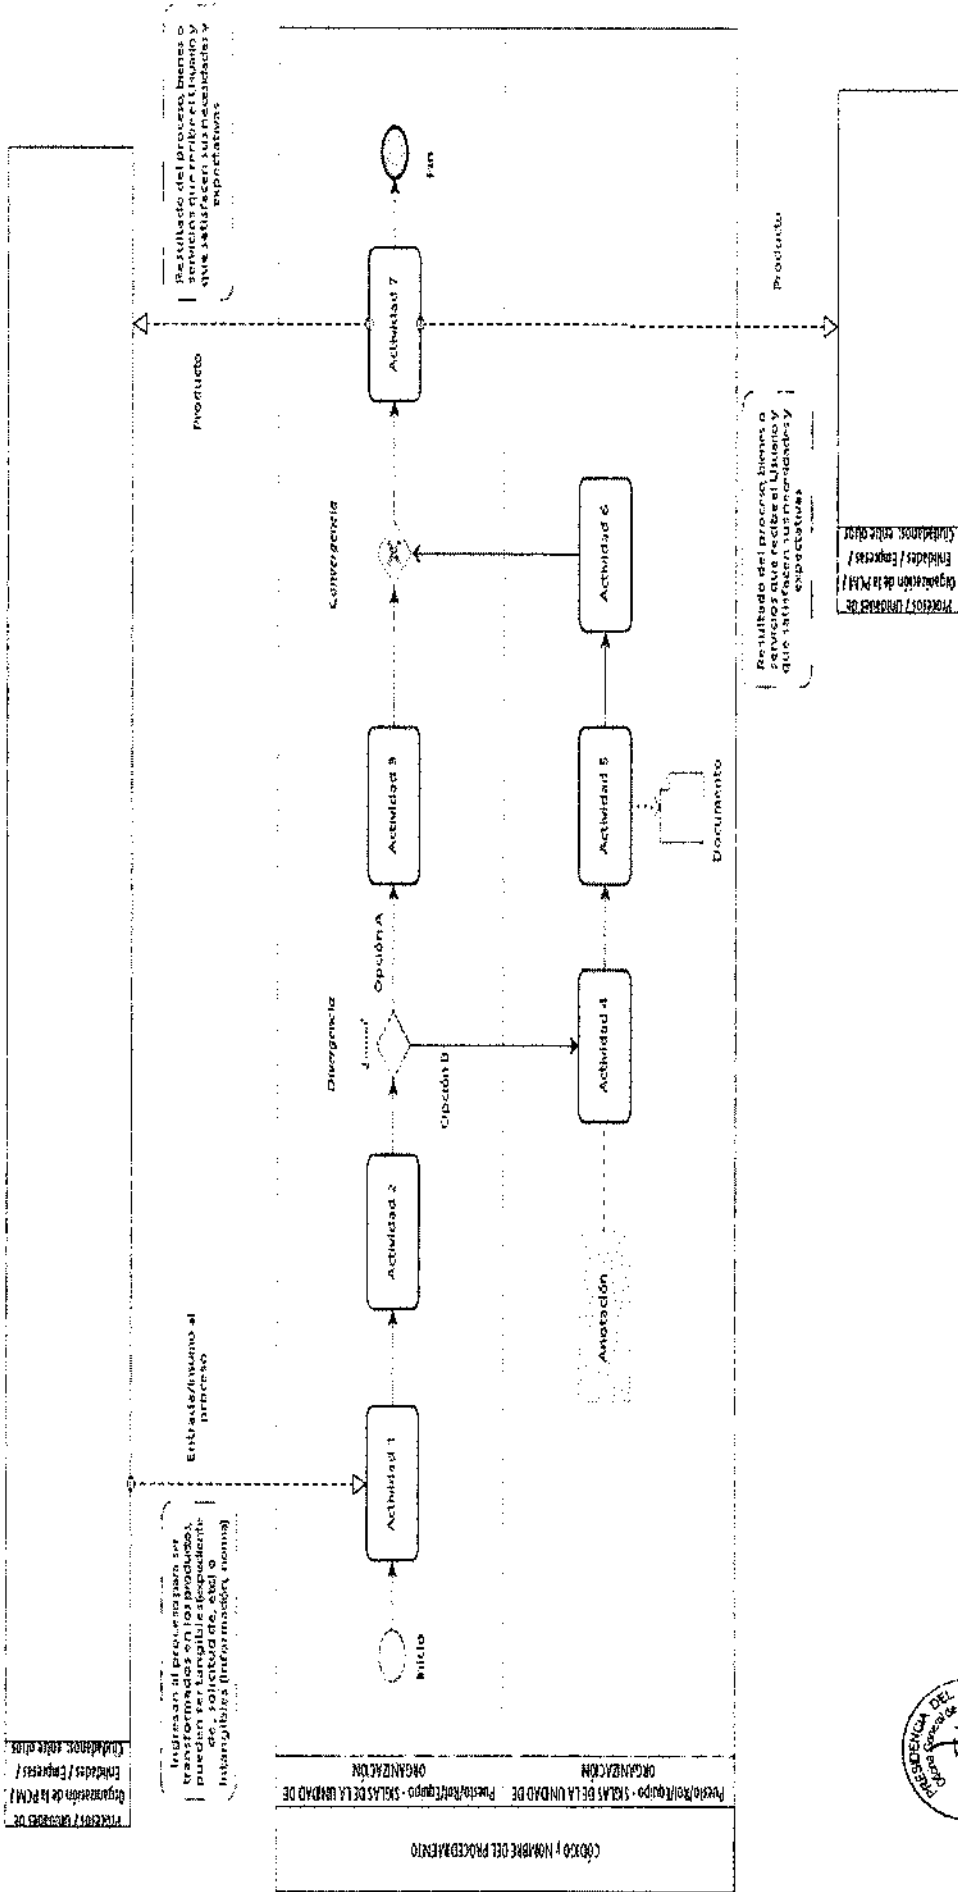 Procesos / Unidades de
Organización de la PCM /
Entidades / Empresas /
Ciudadanos; entre otros
Ingresan al proceso para ser
transformados en los productos,
pueden ser tangibles (expediente
de, solicitud de, etc) o
Intangibles (Información, norma)
Entrada/Insumo al
proceso
Producto
Resultado del proceso, bienes o
servicios que recibe el Usuario y
que satisfacen sus necesidades y
expectativas
CÓDIGO y NOMBRE DEL PROCEDIMIENTO
Puesto/Rol/Equipo - SIGLAS DE LA UNIDAD DE
ORGANIZACIÓN
Inicio
Actividad 1
Actividad 2
Divergencia
Opción A
Opción B
Actividad 3
Convergencia
Actividad 7
Fin
Puesto/Rol/Equipo - SIGLAS DE LA UNIDAD DE
ORGANIZACIÓN
Anotación
Actividad 4
Actividad 5
Documento
Actividad 6
Resultado del proceso, bienes o
servicios que recibe el Usuario y
que satisfacen sus necesidades y
expectativas
Producto
Procesos / Unidades de
Organización de la PCM /
Entidades / Empresas /
Ciudadanos; entre otros
PRESIDENCIA DEL
Oficina General de